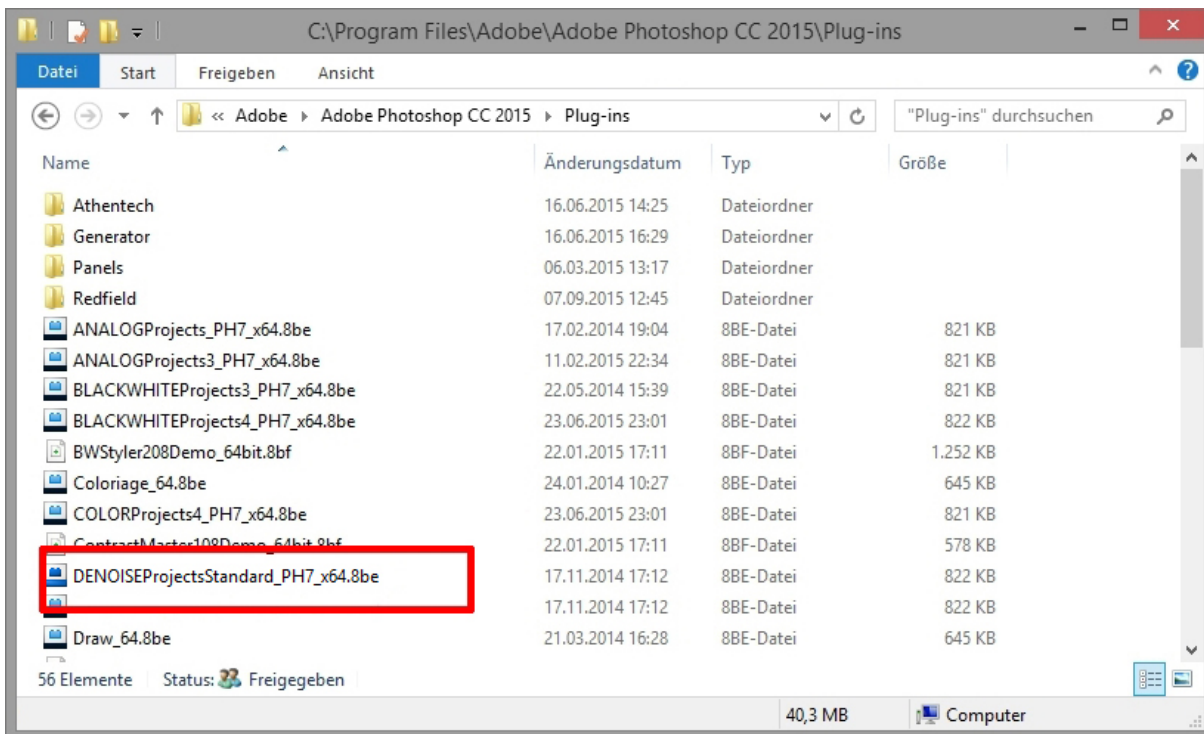 C:\Program Files\Adobe\Adobe Photoshop CC 2015\Plug-ins
Datei Start Freigeben Ansicht
« Adobe Adobe Photoshop CC 2015 Plug-ins "Plug-ins" durchsuchen
Name Änderungsdatum Typ Größe
Athentech 16.06.2015 14:25 Dateiordner
Generator 16.06.2015 16:29 Dateiordner
Panels 06.03.2015 13:17 Dateiordner
Redfield 07.09.2015 12:45 Dateiordner
ANALOGProjects_PH7_x64.8be 17.02.2014 19:04 8BE-Datei 821 KB
ANALOGProjects3_PH7_x64.8be 11.02.2015 22:34 8BE-Datei 821 KB
BLACKWHITEProjects3_PH7_x64.8be 22.05.2014 15:39 8BE-Datei 821 KB
BLACKWHITEProjects4_PH7_x64.8be 23.06.2015 23:01 8BE-Datei 822 KB
BWStyler208Demo_64bit.8bf 22.01.2015 17:11 8BF-Datei 1.252 KB
Coloriage_64.8be 24.01.2014 10:27 8BE-Datei 645 KB
COLORProjects4_PH7_x64.8be 23.06.2015 23:01 8BE-Datei 821 KB
ContrastMaster108Demo_64bit.8bf 22.01.2015 17:11 8BF-Datei 578 KB
DENOISEProjectsStandard_PH7_x64.8be 17.11.2014 17:12 8BE-Datei 822 KB
17.11.2014 17:12 8BE-Datei 822 KB
Draw_64.8be 21.03.2014 16:28 8BE-Datei 645 KB
56 Elemente Status: Freigegeben
40,3 MB Computer